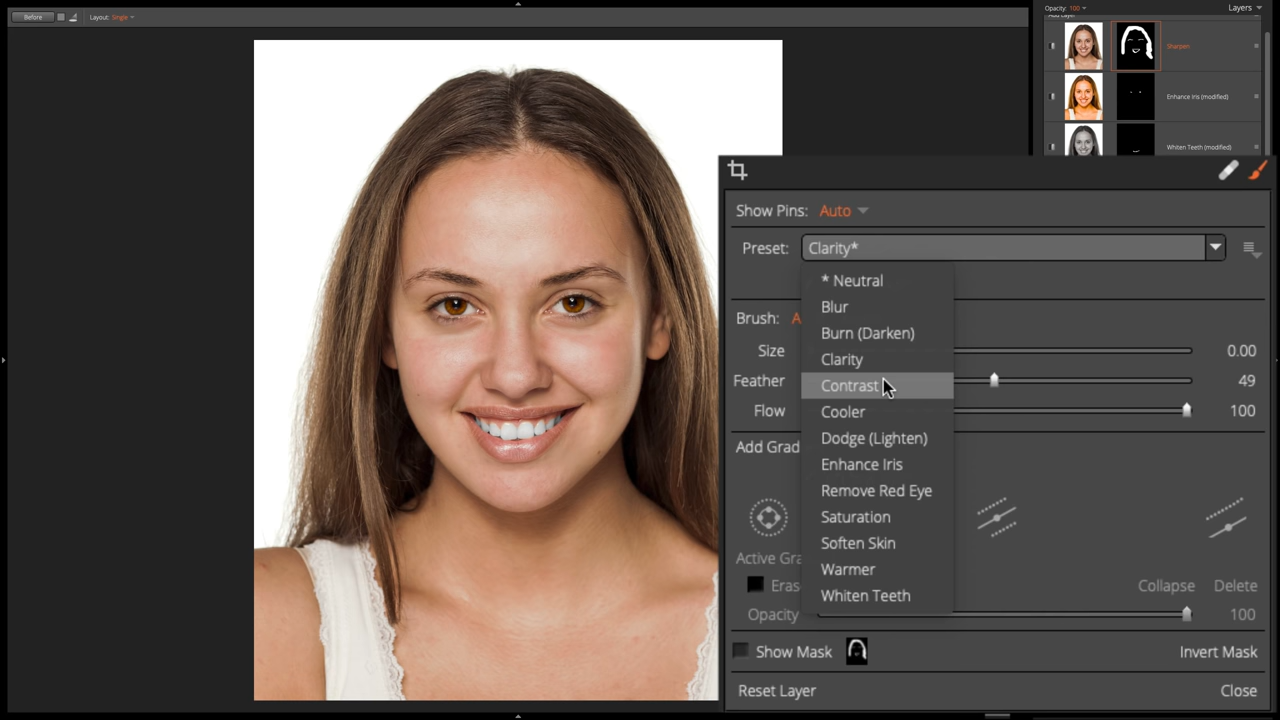 Before
Layout: Single
Opacity: 100
Layers
Sharpen
Enhance Iris (modified)
Whiten Teeth (modified)
Show Pins: Auto
Preset: Clarity*
* Neutral
Blur
Burn (Darken)
Clarity
Contrast
Cooler
Dodge (Lighten)
Enhance Iris
Remove Red Eye
Saturation
Soften Skin
Warmer
Whiten Teeth
Brush: A
Size 0.00
Feather 49
Flow 100
Add Grad
Active Gra
Eras
Collapse Delete
Opacity 100
Show Mask
Invert Mask
Reset Layer
Close